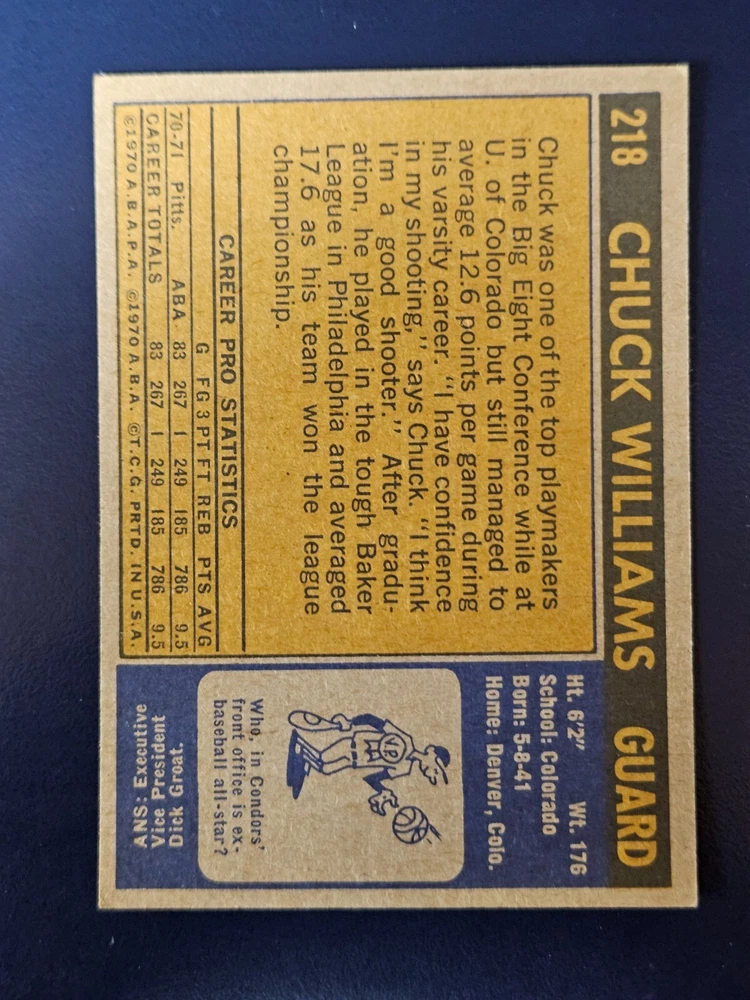 218 CHUCK WILLIAMS GUARD
Chuck was one of the top playmakers
in the Big Eight Conference while at
U. of Colorado but still managed to
average 12.6 points per game during
his varsity career. "I have confidence
in my shooting," says Chuck. "I think
I'm a good shooter." After gradu-
ation, he played in the tough Baker
League in Philadelphia and averaged
17.6 as his team won the league
championship.
CAREER PRO STATISTICS
G FG 3PT FT REB PTS AVG
70-71 Pitts. ABA 83 267 1 249 185 786 9.5
CAREER TOTALS 83 267 1 249 185 786 9.5
©1970 A.B.A.P.A. ©1970 A.B.A. ©T.C.G. PRTD. IN U.S.A.
Ht. 6'2" Wt. 176
School: Colorado
Born: 5-8-41
Home: Denver, Colo.
V.P.
Who, in Condors'
front office is ex-
baseball all-star?
ANS: Executive
Vice President
Dick Groat.